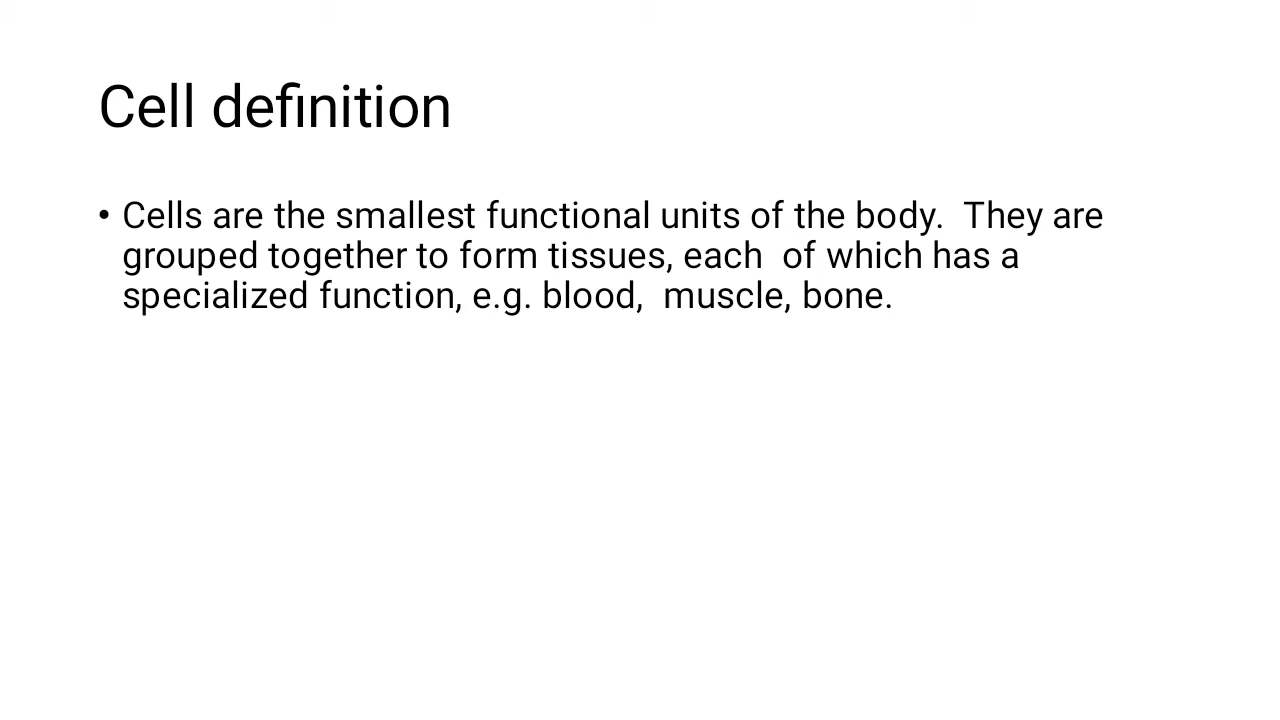 Cell definition
• Cells are the smallest functional units of the body.  They are
grouped together to form tissues, each  of which has a
specialized function, e.g. blood,  muscle, bone.